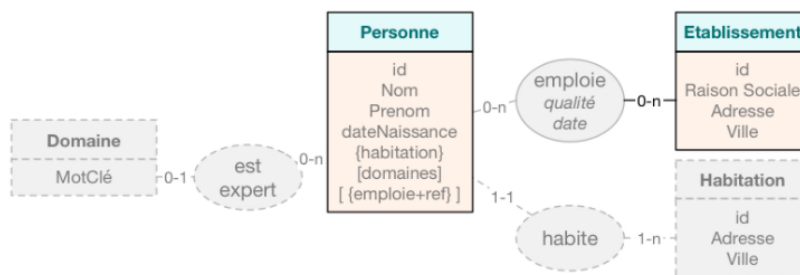 Personne
id
Nom
Prenom
dateNaissance
{habitation}
[domaines]
[ {emploie+ref} ]
Etablissement
id
Raison Sociale
Adresse
Ville
emploie
qualité
date
0-n
0-n
Domaine
MotClé
0-1
est
expert
0-n
1-1
habite
1-n
Habitation
id
Adresse
Ville